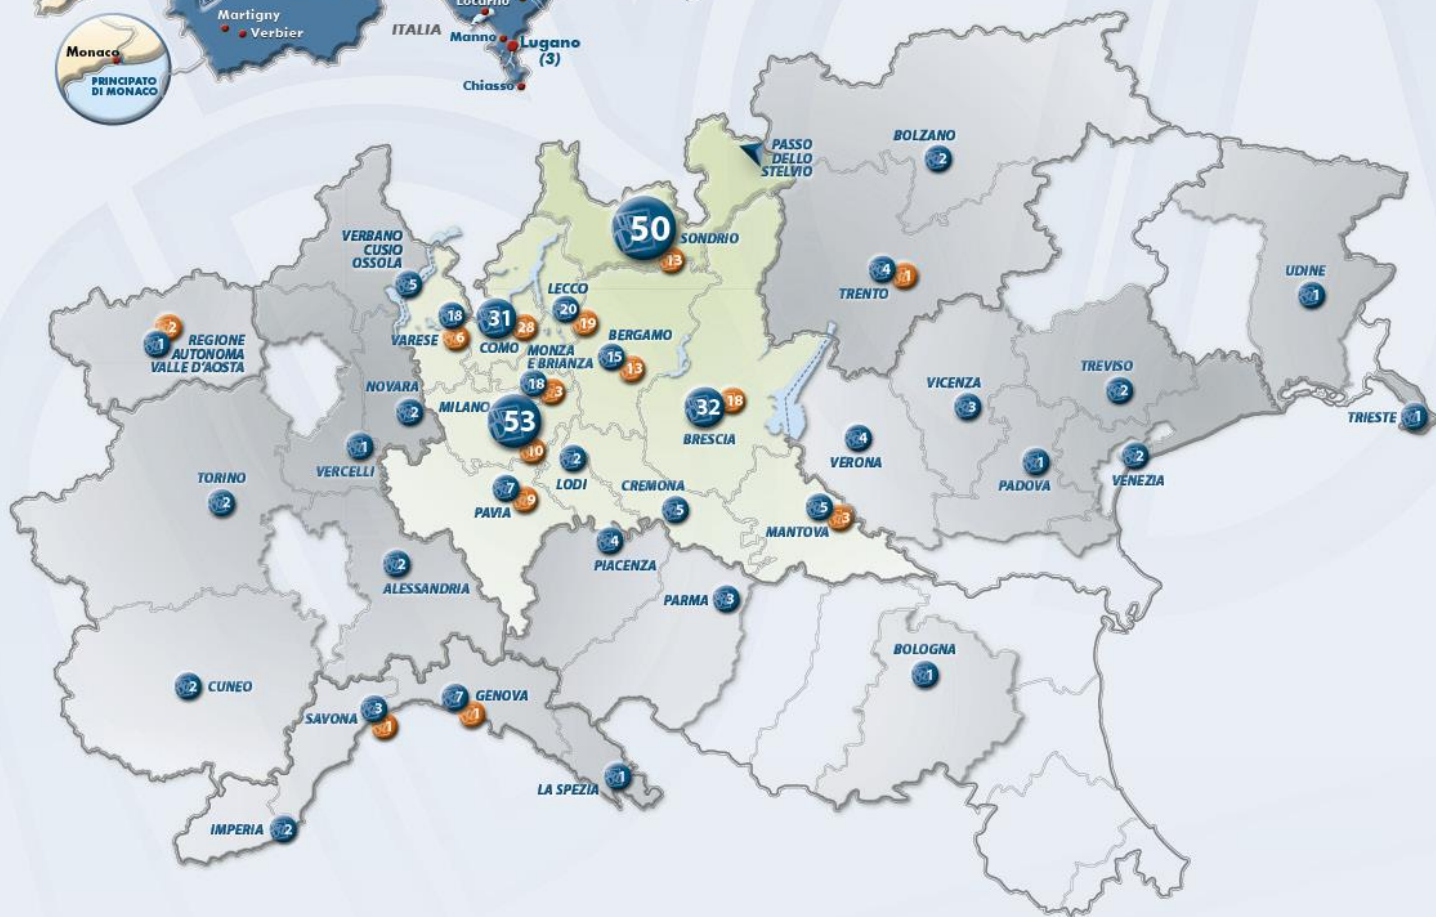 Locarno
Martigny
Verbier
ITALIA
Manno
Lugano
(3)
Chiasso
Monaco
PRINCIPATO
DI MONACO
PASSO
DELLO
STELVIO
BOLZANO
2
50
SONDRIO
13
VERBANO
CUSIO
OSSOLA
5
4
1
TRENTO
UDINE
1
LECCO
20
19
18
VARESE
6
31
28
COMO
2
1
REGIONE
AUTONOMA
VALLE D'AOSTA
MONZA
E BRIANZA
18
3
BERGAMO
15
13
NOVARA
2
MILANO
53
10
32
18
BRESCIA
VICENZA
3
TREVISO
2
TRIESTE
1
1
VERCELLI
4
VERONA
1
PADOVA
2
VENEZIA
TORINO
2
7
9
PAVIA
2
LODI
CREMONA
5
5
3
MANTOVA
4
PIACENZA
2
ALESSANDRIA
PARMA
3
BOLOGNA
1
2
CUNEO
SAVONA
3
1
7
GENOVA
1
LA SPEZIA
1
IMPERIA
2